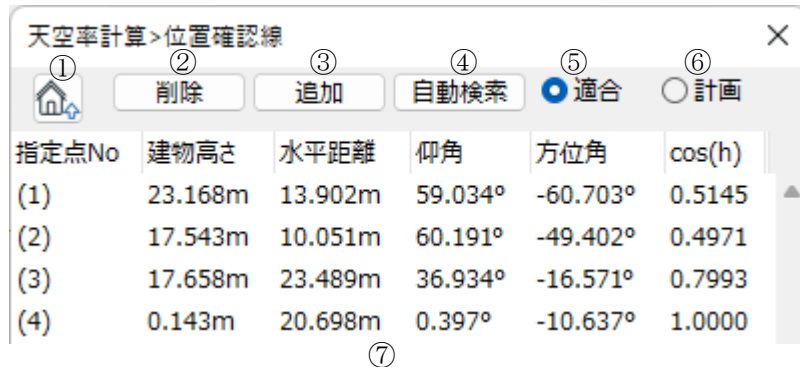 天空率計算>位置確認線
① ② ③ ④ ⑤ ⑥
削除 追加 自動検索 適合 計画
指定点No 建物高さ 水平距離 仰角 方位角 cos(h)
(1) 23.168m 13.902m 59.034° -60.703° 0.5145
(2) 17.543m 10.051m 60.191° -49.402° 0.4971
(3) 17.658m 23.489m 36.934° -16.571° 0.7993
(4) 0.143m 20.698m 0.397° -10.637° 1.0000
⑦